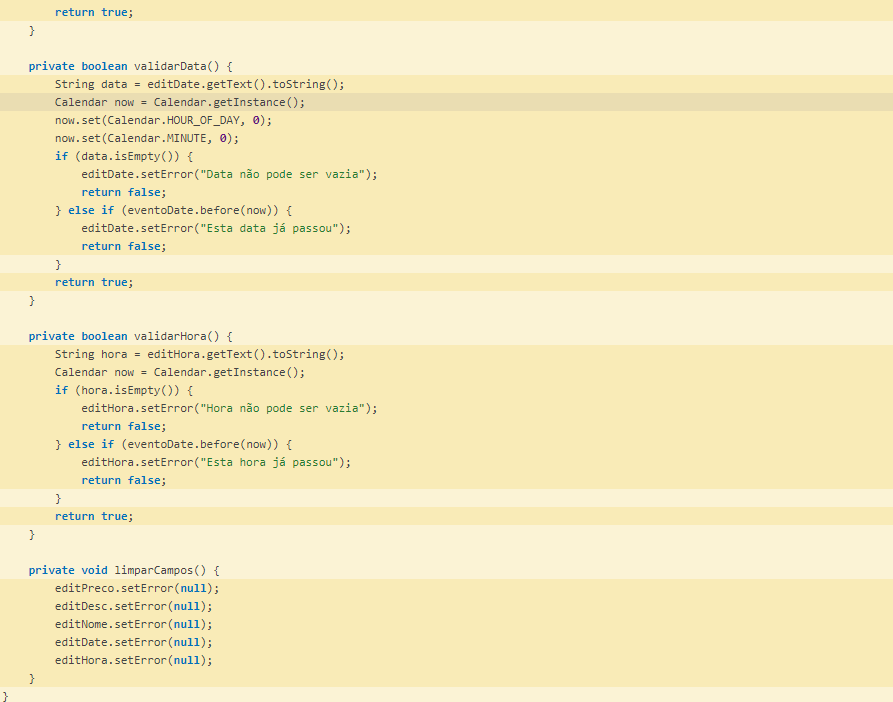 return true;
    }

    private boolean validarData() {
        String data = editDate.getText().toString();
        Calendar now = Calendar.getInstance();
        now.set(Calendar.HOUR_OF_DAY, 0);
        now.set(Calendar.MINUTE, 0);
        if (data.isEmpty()) {
            editDate.setError("Data não pode ser vazia");
            return false;
        } else if (eventoDate.before(now)) {
            editDate.setError("Esta data já passou");
            return false;
        }
        return true;
    }

    private boolean validarHora() {
        String hora = editHora.getText().toString();
        Calendar now = Calendar.getInstance();
        if (hora.isEmpty()) {
            editHora.setError("Hora não pode ser vazia");
            return false;
        } else if (eventoDate.before(now)) {
            editHora.setError("Esta hora já passou");
            return false;
        }
        return true;
    }

    private void limparCampos() {
        editPreco.setError(null);
        editDesc.setError(null);
        editNome.setError(null);
        editDate.setError(null);
        editHora.setError(null);
    }
}